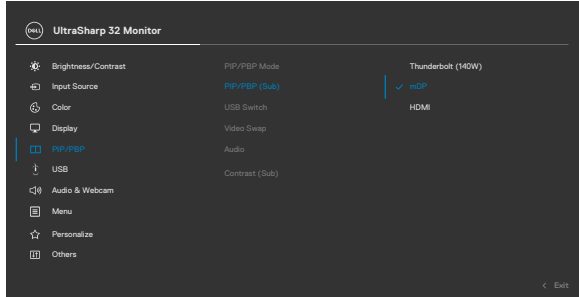 DELL UltraSharp 32 Monitor
Brightness/Contrast
Input Source
Color
Display
PIP/PBP
USB
Audio & Webcam
Menu
Personalize
Others
PIP/PBP Mode
PIP/PBP (Sub)
USB Switch
Video Swap
Audio
Contrast (Sub)
Thunderbolt (140W)
mDP
HDMI
Exit